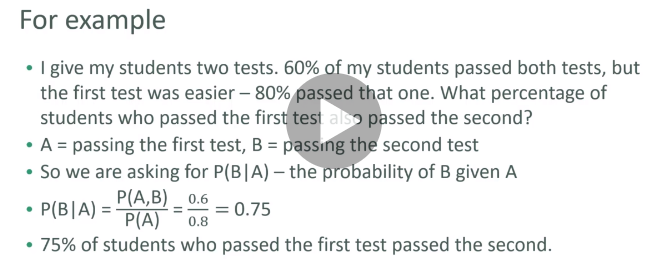 For example
• I give my students two tests. 60% of my students passed both tests, but
the first test was easier – 80% passed that one. What percentage of
students who passed the first test also passed the second?
• A = passing the first test, B = passing the second test
• So we are asking for P(B|A) – the probability of B given A
• P(B|A) = P(A,B)/P(A) = 0.6/0.8 = 0.75
• 75% of students who passed the first test passed the second.